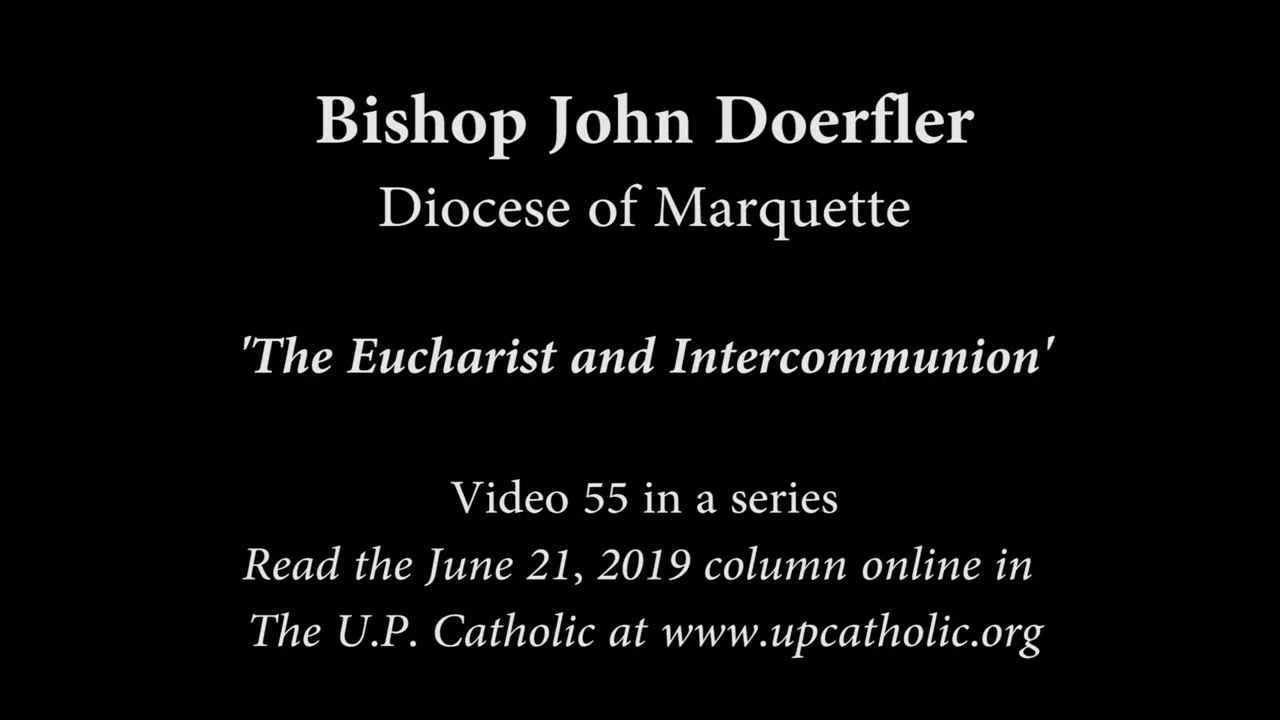 Bishop John Doerfler
Diocese of Marquette
'The Eucharist and Intercommunion'
Video 55 in a series
Read the June 21, 2019 column online in
The U.P. Catholic at www.upcatholic.org